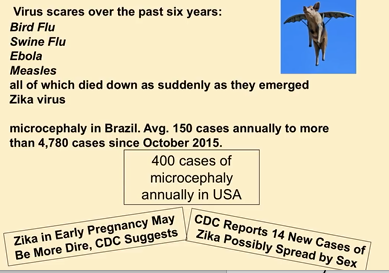 Virus scares over the past six years:
Bird Flu
Swine Flu
Ebola
Measles
all of which died down as suddenly as they emerged
Zika virus
microcephaly in Brazil. Avg. 150 cases annually to more
than 4,780 cases since October 2015.
400 cases of
microcephaly
annually in USA
Zika in Early Pregnancy May
Be More Dire, CDC Suggests
CDC Reports 14 New Cases of
Zika Possibly Spread by Sex